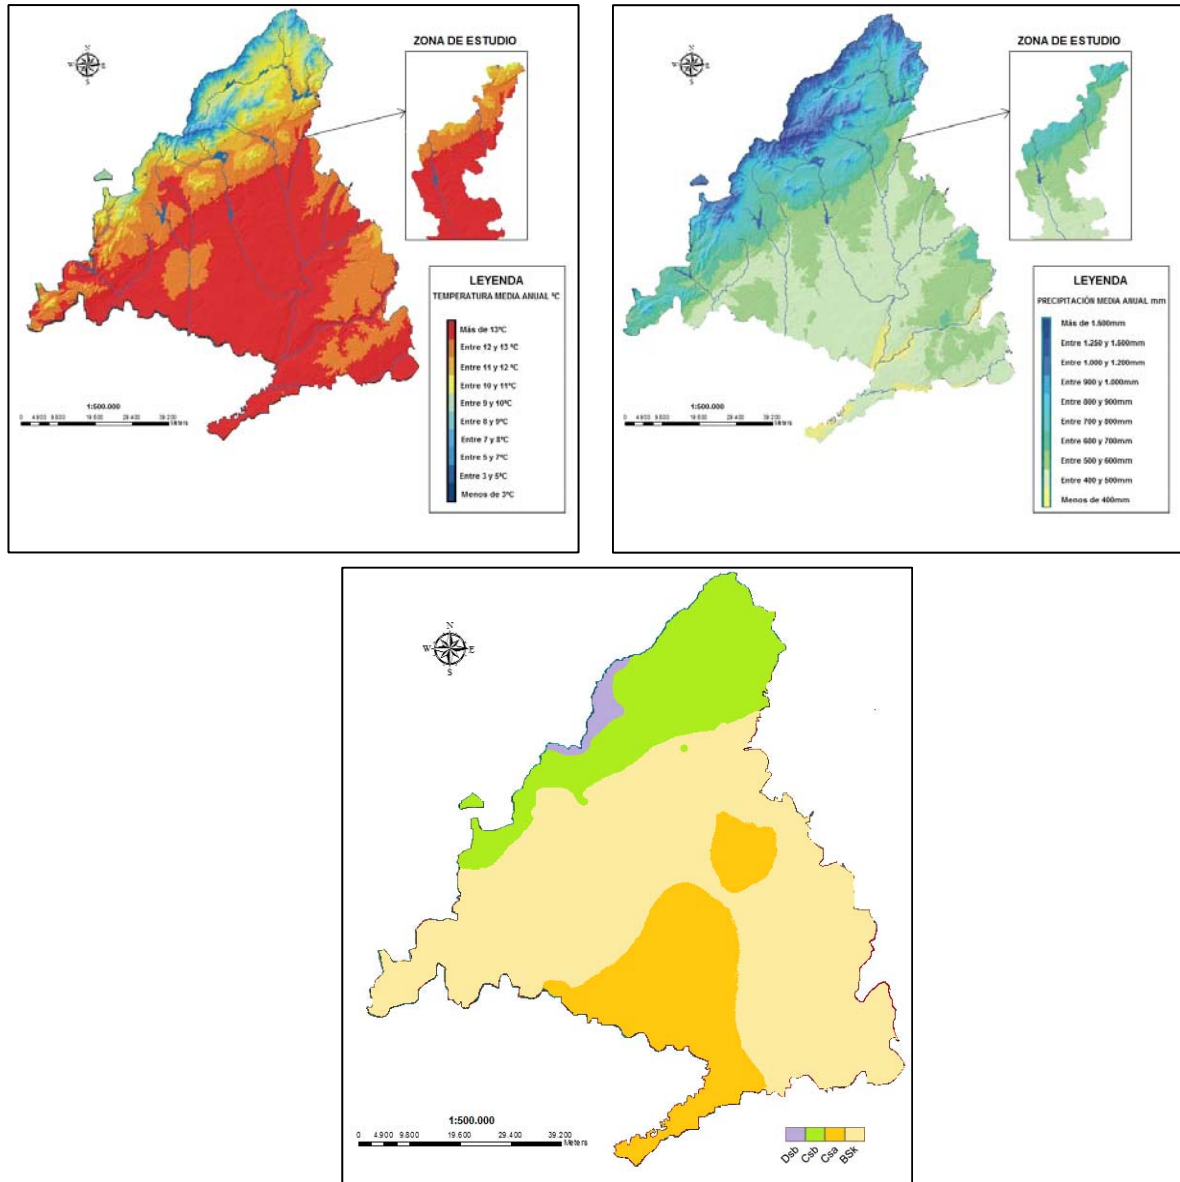 ZONA DE ESTUDIO
N
W E
S
LEYENDA
TEMPERATURA MEDIA ANUAL ºC
Más de 13ºC
Entre 12 y 13 ºC
Entre 11 y 12 ºC
Entre 10 y 11ºC
Entre 9 y 10ºC
Entre 8 y 9ºC
Entre 7 y 8ºC
Entre 5 y 7ºC
Entre 3 y 5ºC
Menos de 3ºC
1:500.000
0 4.900 9.800 19.600 29.400 39.200
Meters
ZONA DE ESTUDIO
N
W E
S
LEYENDA
PRECIPITACIÓN MEDIA ANUAL mm
Más de 1.500mm
Entre 1.250 y 1.500mm
Entre 1.000 y 1.200mm
Entre 900 y 1.000mm
Entre 800 y 900mm
Entre 700 y 800mm
Entre 600 y 700mm
Entre 500 y 600mm
Entre 400 y 500mm
Menos de 400mm
1:500.000
0 4.900 9.800 19.600 29.400 39.200
Meters
N
W E
S
1:500.000
0 4.900 9.800 19.600 29.400 39.200
Meters
Dsb Csb Csa BSk